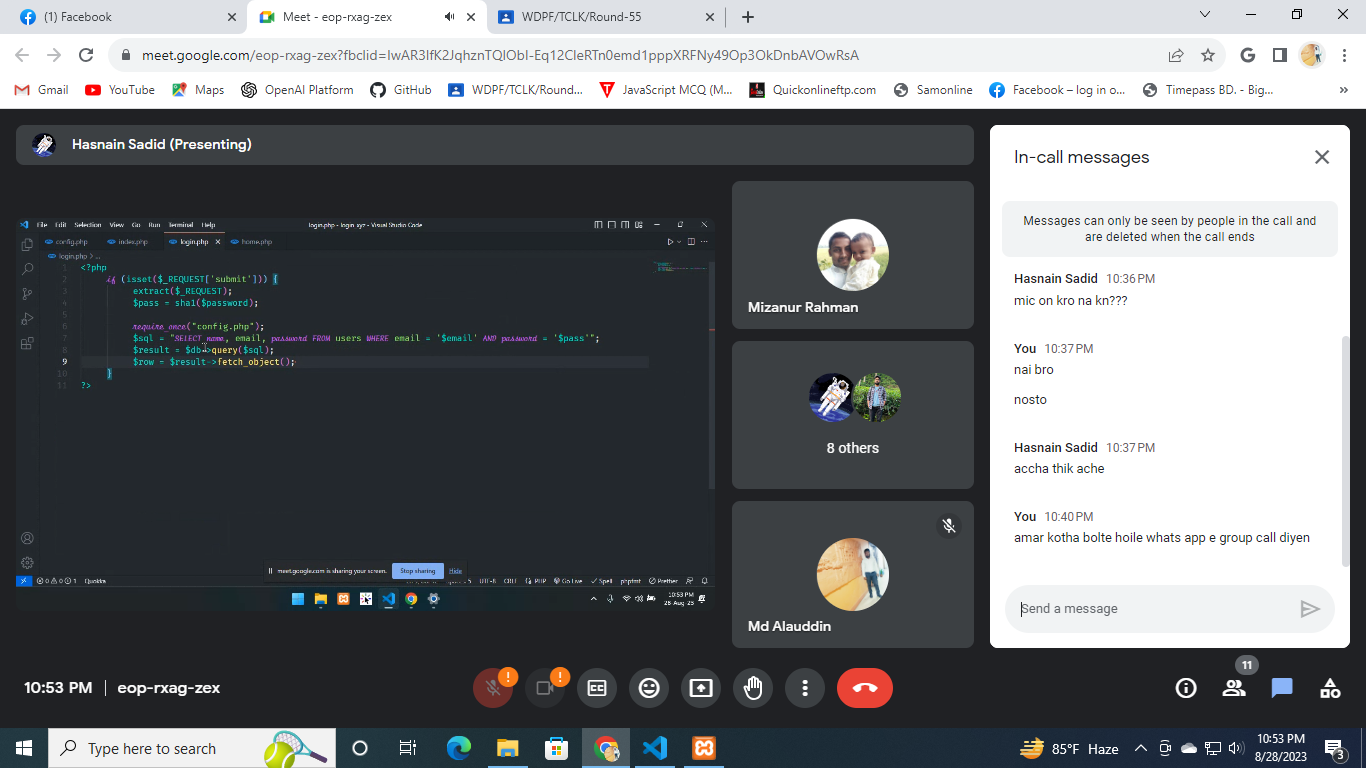 (1) Facebook
Meet - eop-rxag-zex
WDPF/TCLK/Round-55
meet.google.com/eop-rxag-zex?fbclid=IwAR3IfK2JqhznTQIObI-Eq12CIeRTn0emd1pppXRFNy49Op3OkDnbAVOwRsA
Gmail
YouTube
Maps
OpenAI Platform
GitHub
WDPF/TCLK/Round...
JavaScript MCQ (M...
Quickonlineftp.com
Samonline
Facebook – log in o...
Timepass BD. - Big...
»
Hasnain Sadid (Presenting)
File Edit Selection View Go Run Terminal Help
login.php - login_xyz - Visual Studio Code
config.php
index.php
login.php
home.php
login.php > ...
1 <?php
2 if (isset($_REQUEST['submit'])) {
3 extract($_REQUEST);
4 $pass = sha1($password);
5
6 require_once("config.php");
7 $sql = "SELECT name, email, password FROM users WHERE email = '$email' AND password = '$pass'";
8 $result = $db->query($sql);
9 $row = $result->fetch_object();
10 }
11 ?>
meet.google.com is sharing your screen.
Stop sharing
Hide
0 0 1 Quokka
UTF-8 CRLF PHP Go Live Spell phpfmt Prettier
10:53 PM
28-Aug-23
Mizanur Rahman
8 others
Md Alauddin
In-call messages
Messages can only be seen by people in the call and
are deleted when the call ends
Hasnain Sadid 10:36 PM
mic on kro na kn???
You 10:37 PM
nai bro
nosto
Hasnain Sadid 10:37 PM
accha thik ache
You 10:40 PM
amar kotha bolte hoile whats app e group call diyen
Send a message
10:53 PM | eop-rxag-zex
!
!
11
Type here to search
85°F Haze
10:53 PM
8/28/2023
3